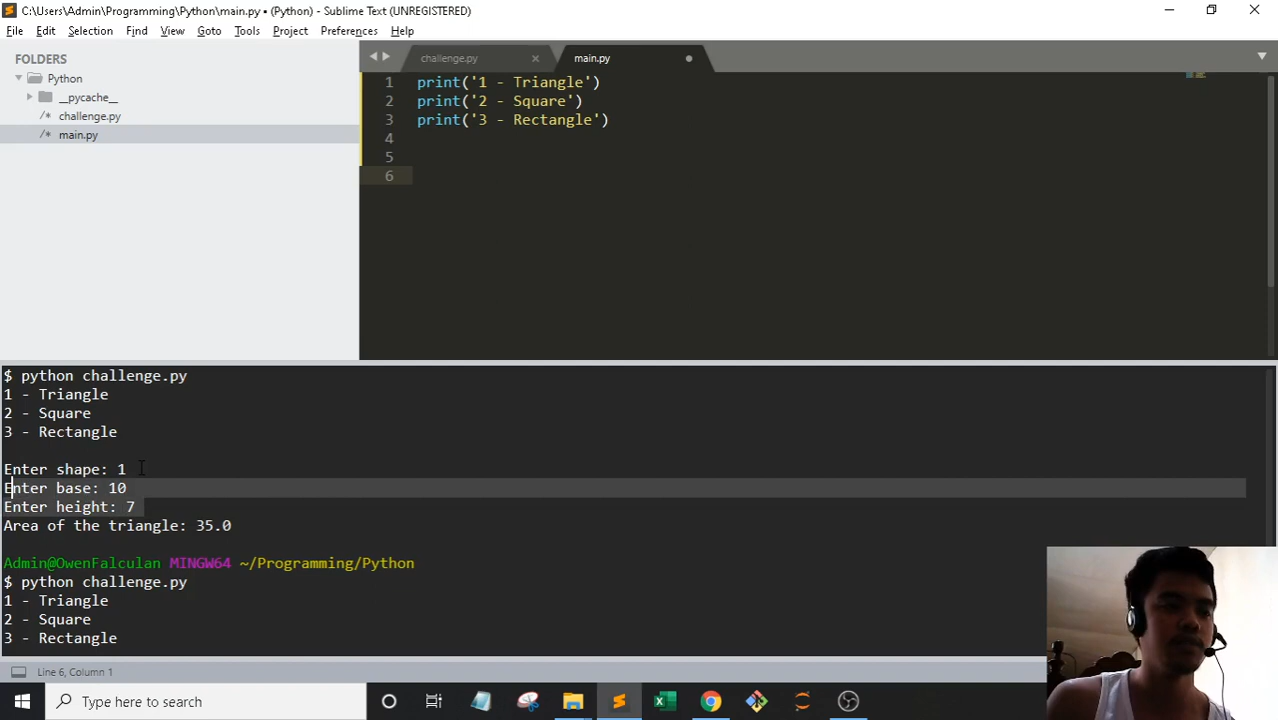 C:\Users\Admin\Programming\Python\main.py • (Python) - Sublime Text (UNREGISTERED)
File Edit Selection Find View Goto Tools Project Preferences Help
FOLDERS
Python
__pycache__
/* challenge.py
/* main.py
challenge.py × main.py
1 print('1 - Triangle')
2 print('2 - Square')
3 print('3 - Rectangle')
4
5
6
$ python challenge.py
1 - Triangle
2 - Square
3 - Rectangle
Enter shape: 1
Enter base: 10
Enter height: 7
Area of the triangle: 35.0
Admin@OwenFalculan MINGW64 ~/Programming/Python
$ python challenge.py
1 - Triangle
2 - Square
3 - Rectangle
Line 6, Column 1
Type here to search